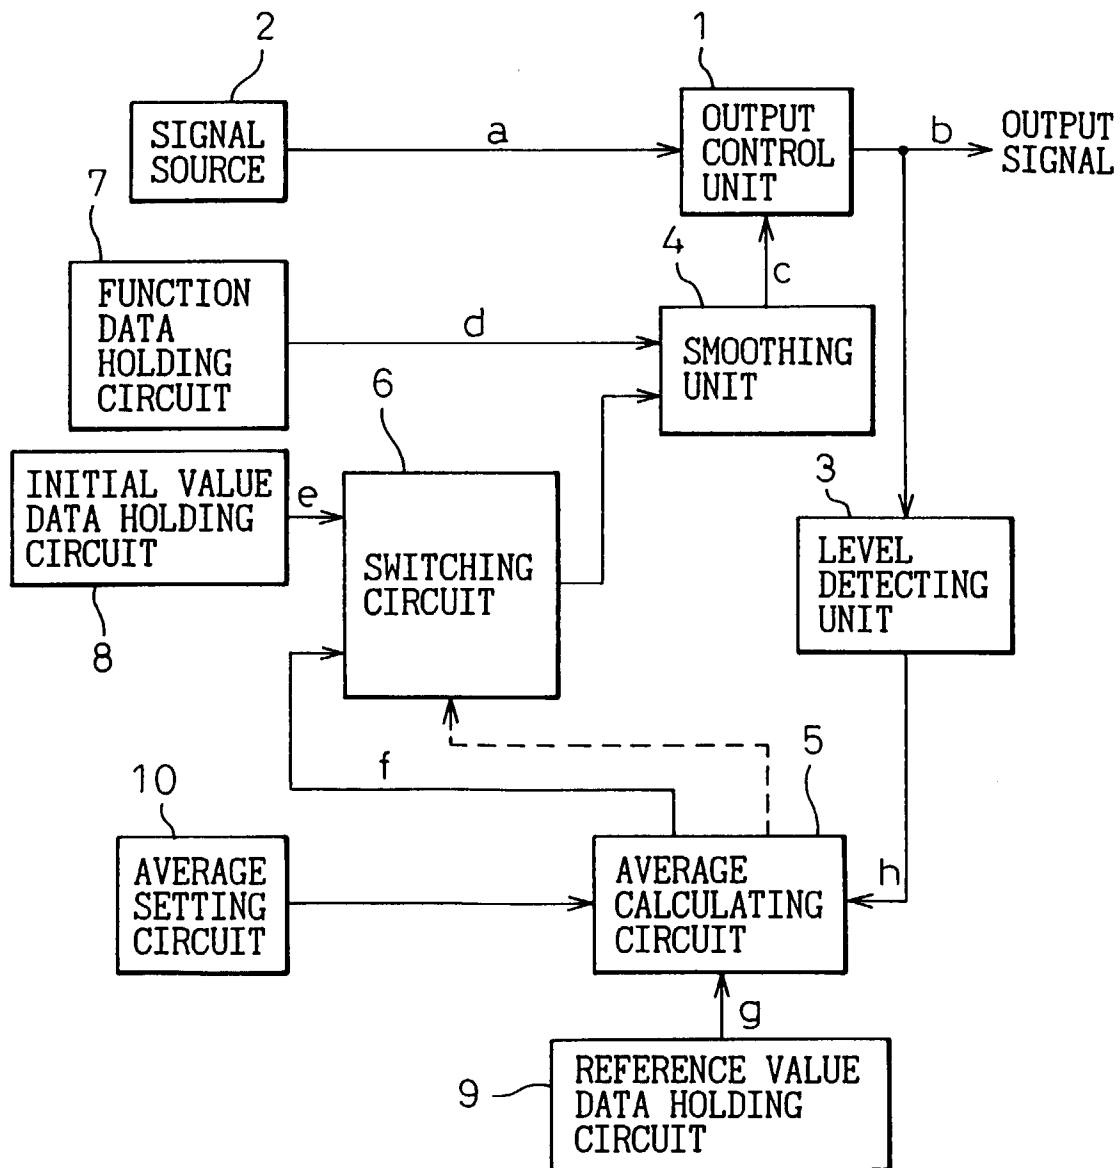 2
1
SIGNAL
SOURCE
a
OUTPUT
CONTROL
UNIT
b
OUTPUT
SIGNAL
7
FUNCTION
DATA
HOLDING
CIRCUIT
d
4
c
SMOOTHING
UNIT
6
INITIAL VALUE
DATA HOLDING
CIRCUIT
e
8
SWITCHING
CIRCUIT
3
LEVEL
DETECTING
UNIT
f
5
10
AVERAGE
SETTING
CIRCUIT
AVERAGE
CALCULATING
CIRCUIT
h
g
9
REFERENCE VALUE
DATA HOLDING
CIRCUIT